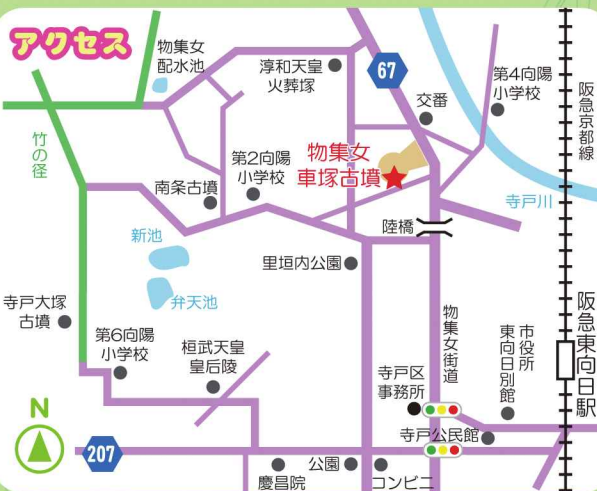 アクセス
物集女
配水池
淳和天皇
火葬塚
67
交番
第4向陽
小学校
阪急京都線
竹の径
第2向陽
小学校
物集女
車塚古墳
南条古墳
寺戸川
陸橋
新池
里垣内公園
弁天池
寺戸大塚
古墳
第6向陽
小学校
桓武天皇
皇后陵
物集女街道
市役所
東向日別館
阪急東向日駅
寺戸区
事務所
寺戸公民館
N
207
慶昌院
公園
コンビニ